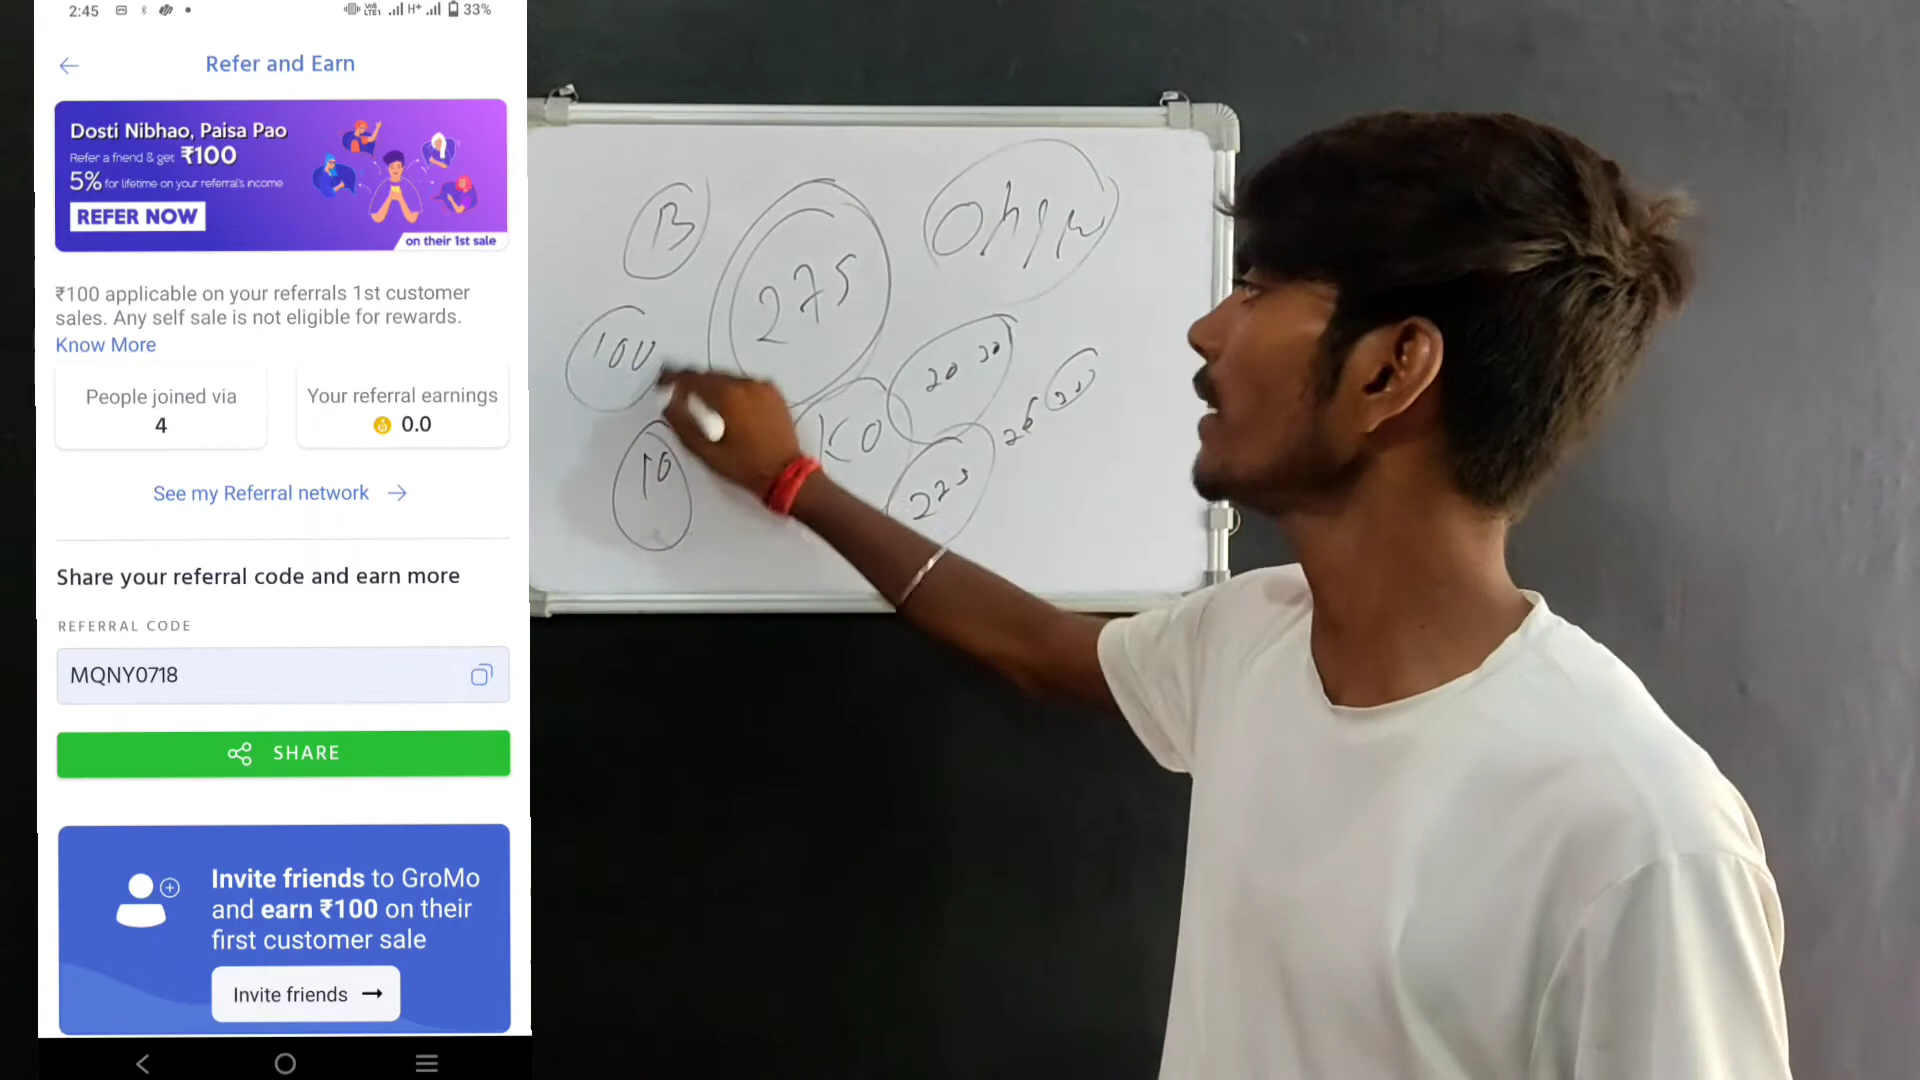 2:45
Vo)
LTE1
H+
33%
Refer and Earn
Dosti Nibhao, Paisa Pao
Refer a friend & get ₹100
5% for lifetime on your referral's income
REFER NOW
on their 1st sale
₹100 applicable on your referrals 1st customer
sales. Any self sale is not eligible for rewards.
Know More
People joined via
4
Your referral earnings
0.0
See my Referral network
Share your referral code and earn more
REFERRAL CODE
MQNY0718
SHARE
Invite friends to GroMo
and earn ₹100 on their
first customer sale
Invite friends
275
100
10